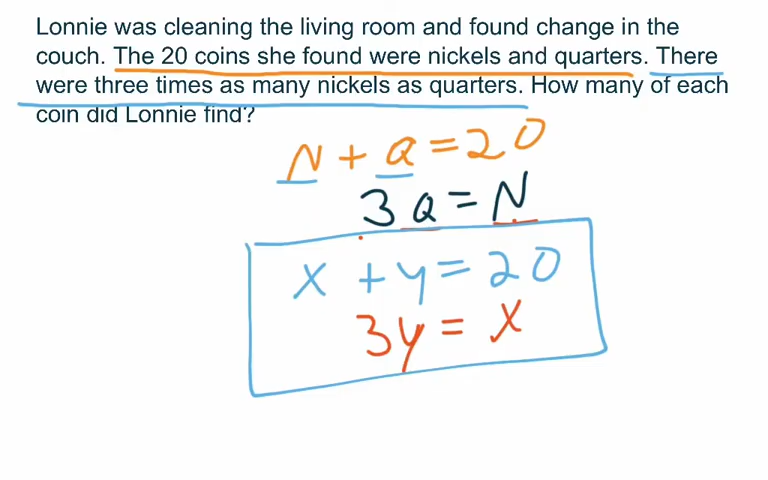 Lonnie was cleaning the living room and found change in the
couch. The 20 coins she found were nickels and quarters. There
were three times as many nickels as quarters. How many of each
coin did Lonnie find?
N + Q = 20
3Q = N
x + y = 20
3y = x